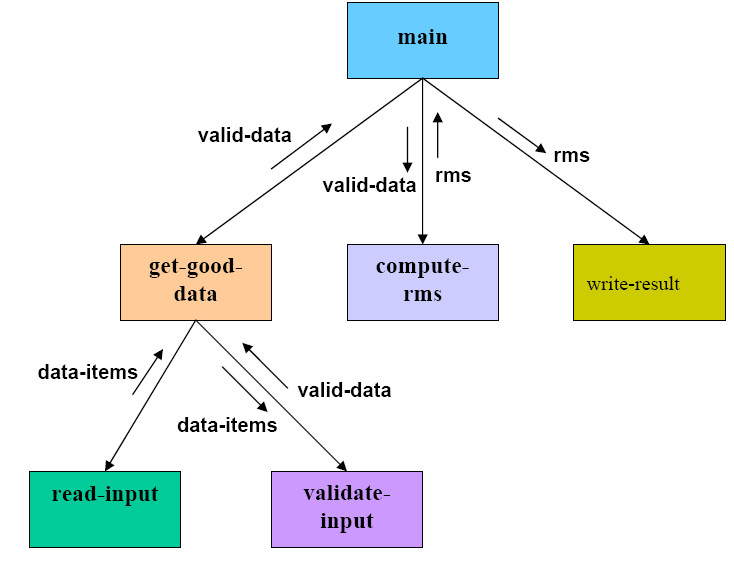 main
valid-data
valid-data
rms
rms
get-good-
data
compute-
rms
write-result
data-items
data-items
valid-data
read-input
validate-
input